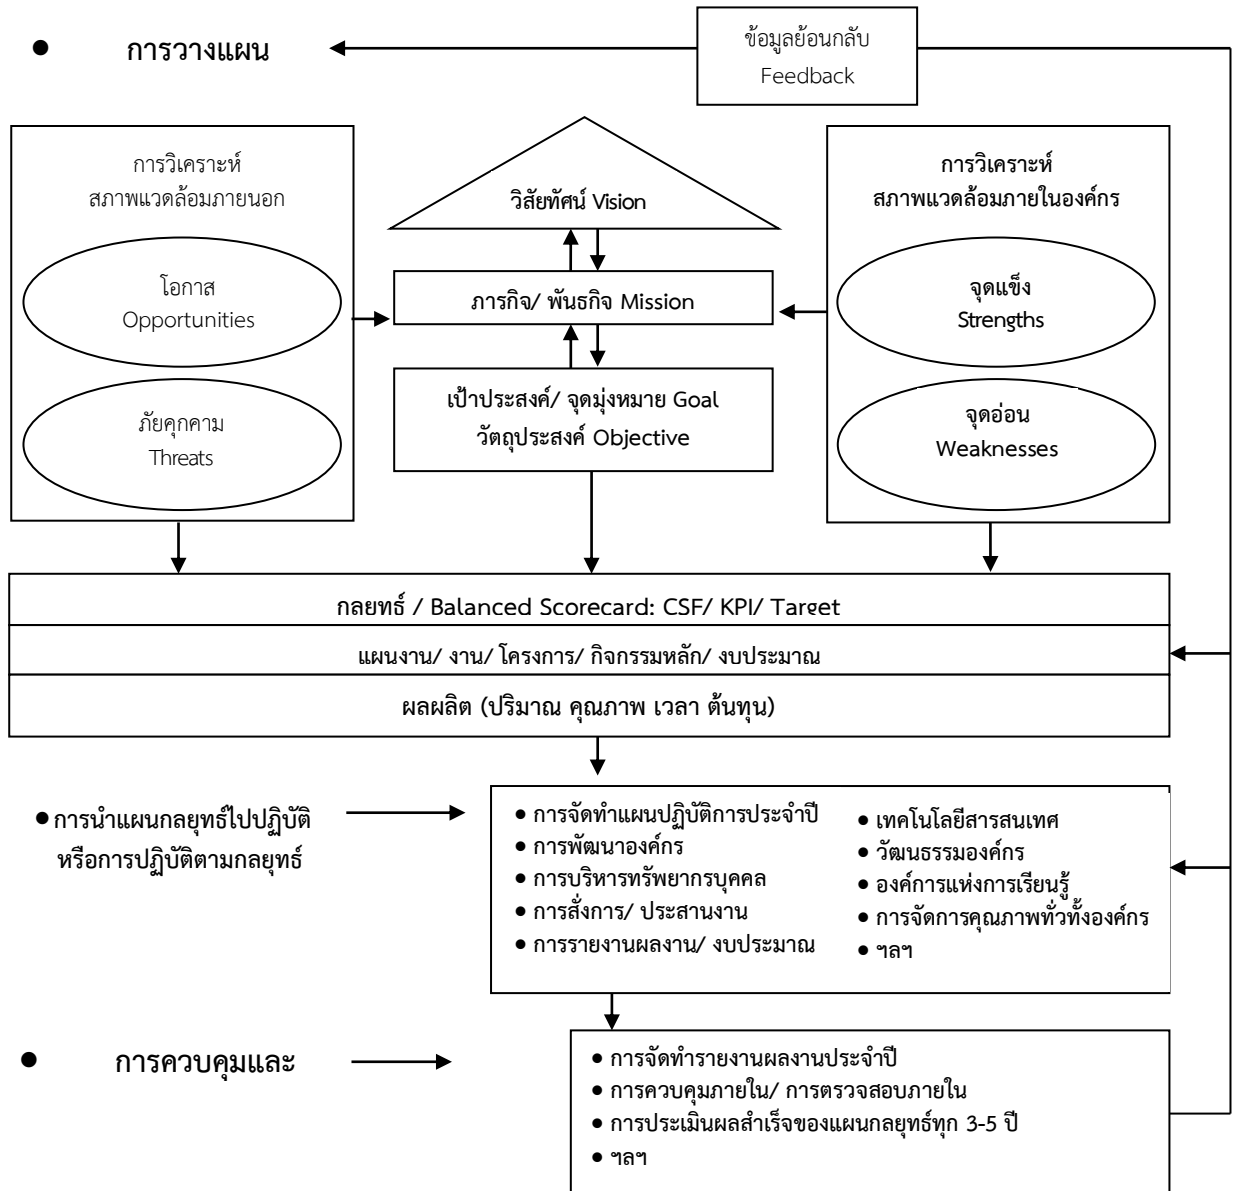 ● การวางแผน
ข้อมูลย้อนกลับ
Feedback
การวิเคราะห์
สภาพแวดล้อมภายนอก
โอกาส
Opportunities
ภัยคุกคาม
Threats
วิสัยทัศน์ Vision
ภารกิจ/ พันธกิจ Mission
เป้าประสงค์/ จุดมุ่งหมาย Goal
วัตถุประสงค์ Objective
การวิเคราะห์
สภาพแวดล้อมภายในองค์กร
จุดแข็ง
Strengths
จุดอ่อน
Weaknesses
กลยุทธ์ / Balanced Scorecard: CSF/ KPI/ Target
แผนงาน/ งาน/ โครงการ/ กิจกรรมหลัก/ งบประมาณ
ผลผลิต (ปริมาณ คุณภาพ เวลา ต้นทุน)
● การนำแผนกลยุทธ์ไปปฏิบัติ
หรือการปฏิบัติตามกลยุทธ์
● การจัดทำแผนปฏิบัติการประจำปี
● การพัฒนาองค์กร
● การบริหารทรัพยากรบุคคล
● การสั่งการ/ ประสานงาน
● การรายงานผลงาน/ งบประมาณ
● เทคโนโลยีสารสนเทศ
● วัฒนธรรมองค์กร
● องค์การแห่งการเรียนรู้
● การจัดการคุณภาพทั่วทั้งองค์กร
● ฯลฯ
● การควบคุมและ
● การจัดทำรายงานผลงานประจำปี
● การควบคุมภายใน/ การตรวจสอบภายใน
● การประเมินผลสำเร็จของแผนกลยุทธ์ทุก 3-5 ปี
● ฯลฯ